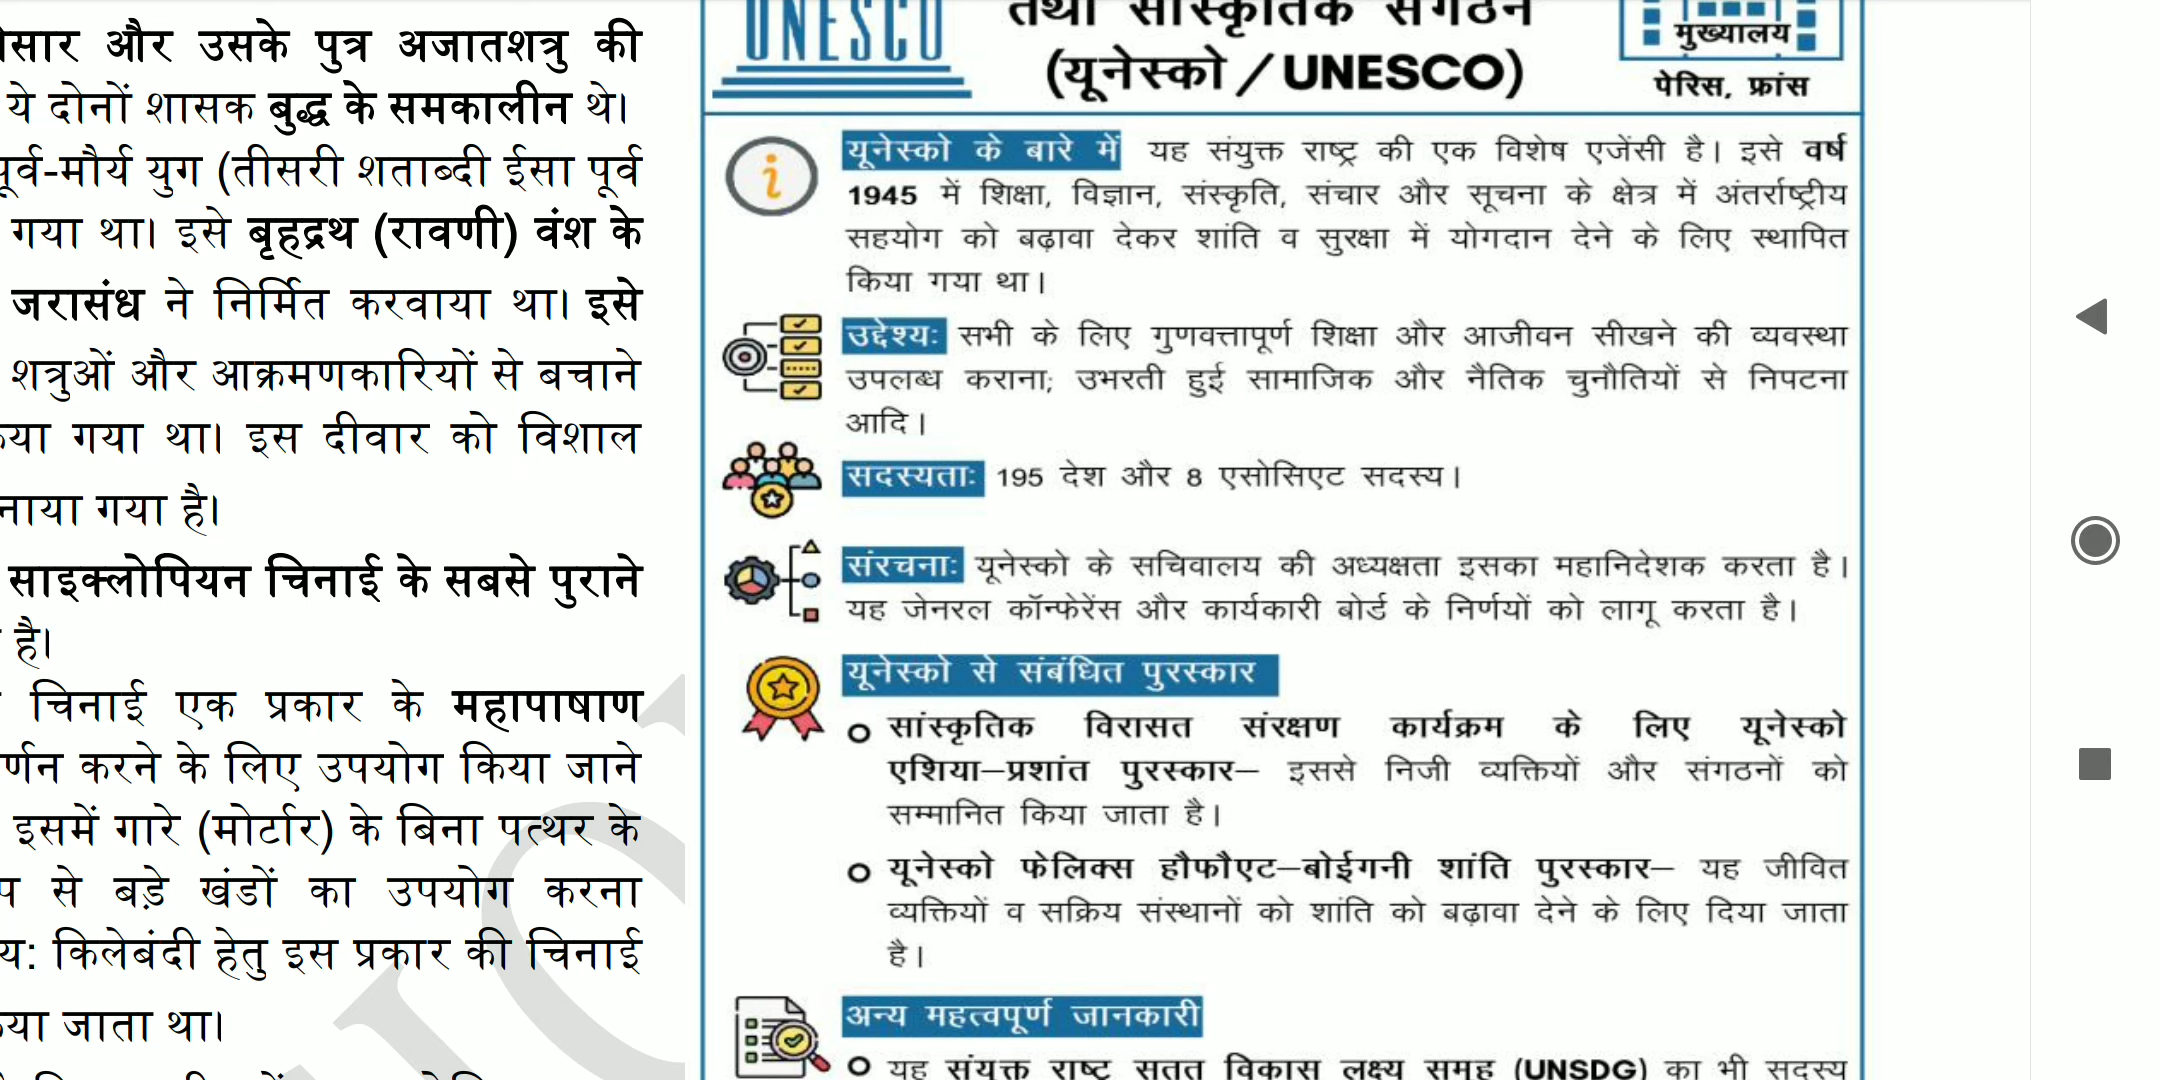 और उसके पुत्र अजातशत्रु की
ये दोनों शासक बुद्ध के समकालीन थे।
पूर्व-मौर्य युग (तीसरी शताब्दी ईसा पूर्व
गया था। इसे बृहद्रथ (रावणी) वंश के
जरासंध ने निर्मित करवाया था। इसे
शत्रुओं और आक्रमणकारियों से बचाने
गया था। इस दीवार को विशाल
गया है।
साइक्लोपियन चिनाई के सबसे पुराने
है।
चिनाई एक प्रकार के महापाषाण
करने के लिए उपयोग किया जाने
इसमें गारे (मोर्टार) के बिना पत्थर के
से बड़े खंडों का उपयोग करना
किलेबंदी हेतु इस प्रकार की चिनाई
जाता था।
UNESCO
तथा सांस्कृतिक संगठन
(यूनेस्को/UNESCO)
मुख्यालय
पेरिस, फ्रांस
यूनेस्को के बारे में यह संयुक्त राष्ट्र की एक विशेष एजेंसी है। इसे वर्ष
1945 में शिक्षा, विज्ञान, संस्कृति, संचार और सूचना के क्षेत्र में अंतर्राष्ट्रीय
सहयोग को बढ़ावा देकर शांति व सुरक्षा में योगदान देने के लिए स्थापित
किया गया था।
उद्देश्यः सभी के लिए गुणवत्तापूर्ण शिक्षा और आजीवन सीखने की व्यवस्था
उपलब्ध कराना; उभरती हुई सामाजिक और नैतिक चुनौतियों से निपटना
आदि।
सदस्यताः 195 देश और 8 एसोसिएट सदस्य।
संरचनाः यूनेस्को के सचिवालय की अध्यक्षता इसका महानिदेशक करता है।
यह जेनरल कॉन्फेरेंस और कार्यकारी बोर्ड के निर्णयों को लागू करता है।
यूनेस्को से संबंधित पुरस्कार
सांस्कृतिक विरासत संरक्षण कार्यक्रम के लिए यूनेस्को
एशिया–प्रशांत पुरस्कार– इससे निजी व्यक्तियों और संगठनों को
सम्मानित किया जाता है।
यूनेस्को फेलिक्स हौफौएट–बोईगनी शांति पुरस्कार– यह जीवित
व्यक्तियों व सक्रिय संस्थानों को शांति को बढ़ावा देने के लिए दिया जाता
है।
अन्य महत्वपूर्ण जानकारी
यह संयुक्त राष्ट्र सतत विकास लक्ष्य समूह (UNSDG) का भी सदस्य